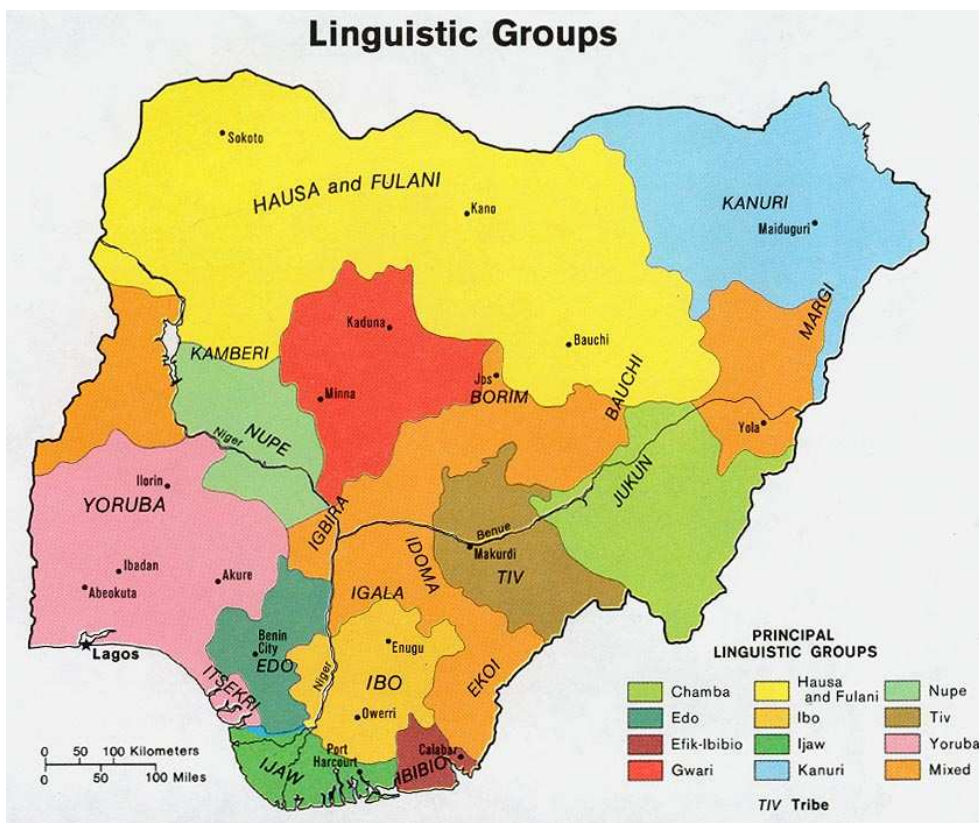 Linguistic Groups
Sokoto
HAUSA and FULANI
Kano
KANURI
Maiduguri
MARGI
Kaduna
Bauchi
KAMBERI
Jos
BORIM
BAUCHI
Minna
Yola
Niger
NUPE
Ilorin
YORUBA
JUKUN
IGBIRA
Benue
Makurdi
IDOMA
TIV
Ibadan
Abeokuta
Akure
IGALA
Lagos
Benin
City
EDO
Enugu
ITSEKRI
Niger
IBO
EKOI
Owerri
Port
Harcourt
Calabar
IJAW
IBIBIO
0 50 100 Kilometers
0 50 100 Miles
PRINCIPAL
LINGUISTIC GROUPS
Chamba
Edo
Efik-Ibibio
Gwari
Hausa
and Fulani
Ibo
Ijaw
Kanuri
Nupe
Tiv
Yoruba
Mixed
TIV Tribe